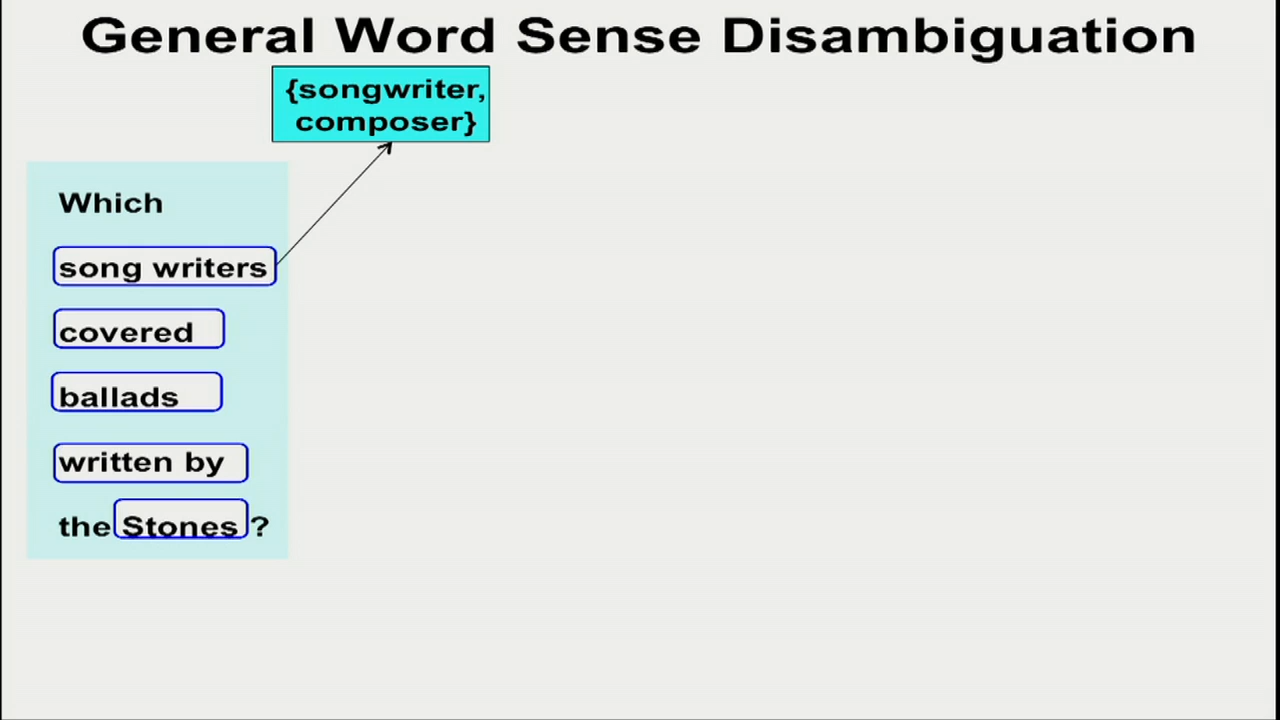 General Word Sense Disambiguation
{songwriter,
composer}
Which
song writers
covered
ballads
written by
the Stones ?